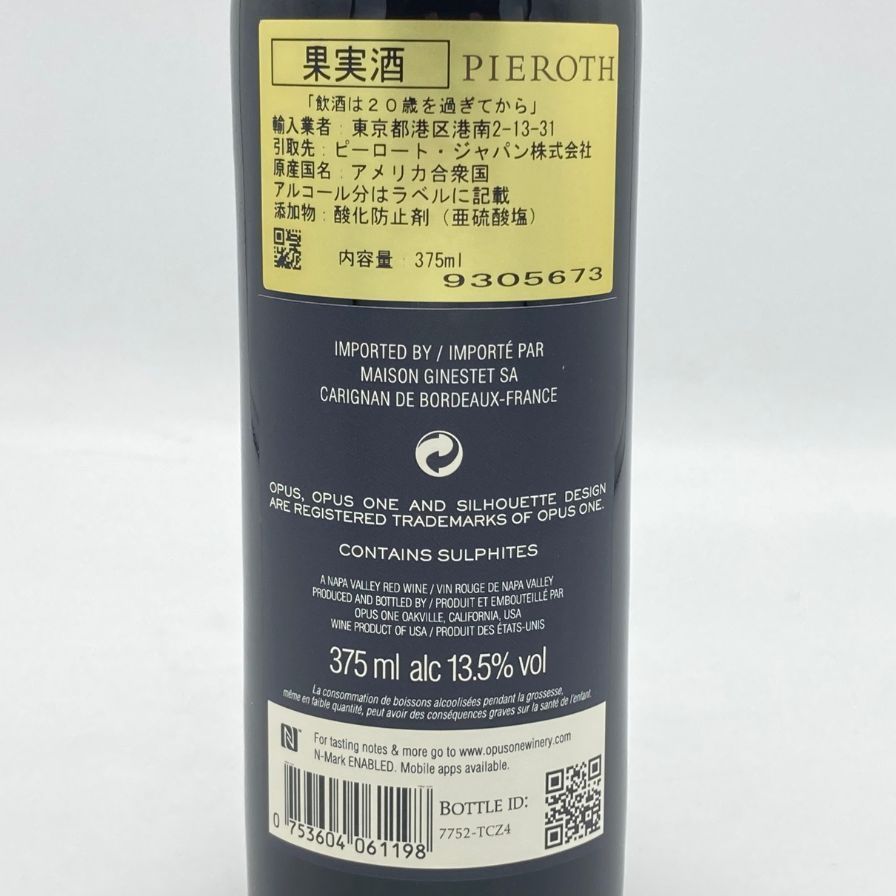 果実酒 PIEROTH
「飲酒は20歳を過ぎてから」
輸入業者：東京都港区港南2-13-31
引取先：ピーロート・ジャパン株式会社
原産国名：アメリカ合衆国
アルコール分はラベルに記載
添加物：酸化防止剤（亜硫酸塩）
内容量：375ml
9305673
IMPORTED BY / IMPORTÉ PAR
MAISON GINESTET SA
CARIGNAN DE BORDEAUX-FRANCE
OPUS, OPUS ONE AND SILHOUETTE DESIGN
ARE REGISTERED TRADEMARKS OF OPUS ONE.
CONTAINS SULPHITES
A NAPA VALLEY RED WINE / VIN ROUGE DE NAPA VALLEY
PRODUCED AND BOTTLED BY / PRODUIT ET EMBOUTEILLÉ PAR
OPUS ONE OAKVILLE, CALIFORNIA, USA
WINE PRODUCT OF USA / PRODUIT DES ÉTATS-UNIS
375 ml alc 13.5% vol
La consommation de boissons alcoolisées pendant la grossesse,
même en faible quantité, peut avoir des conséquences graves sur la santé de l'enfant.
N For tasting notes & more go to www.opusonewinery.com
N-Mark ENABLED. Mobile apps available.
BOTTLE ID:
7752-TCZ4
0 753604 061198